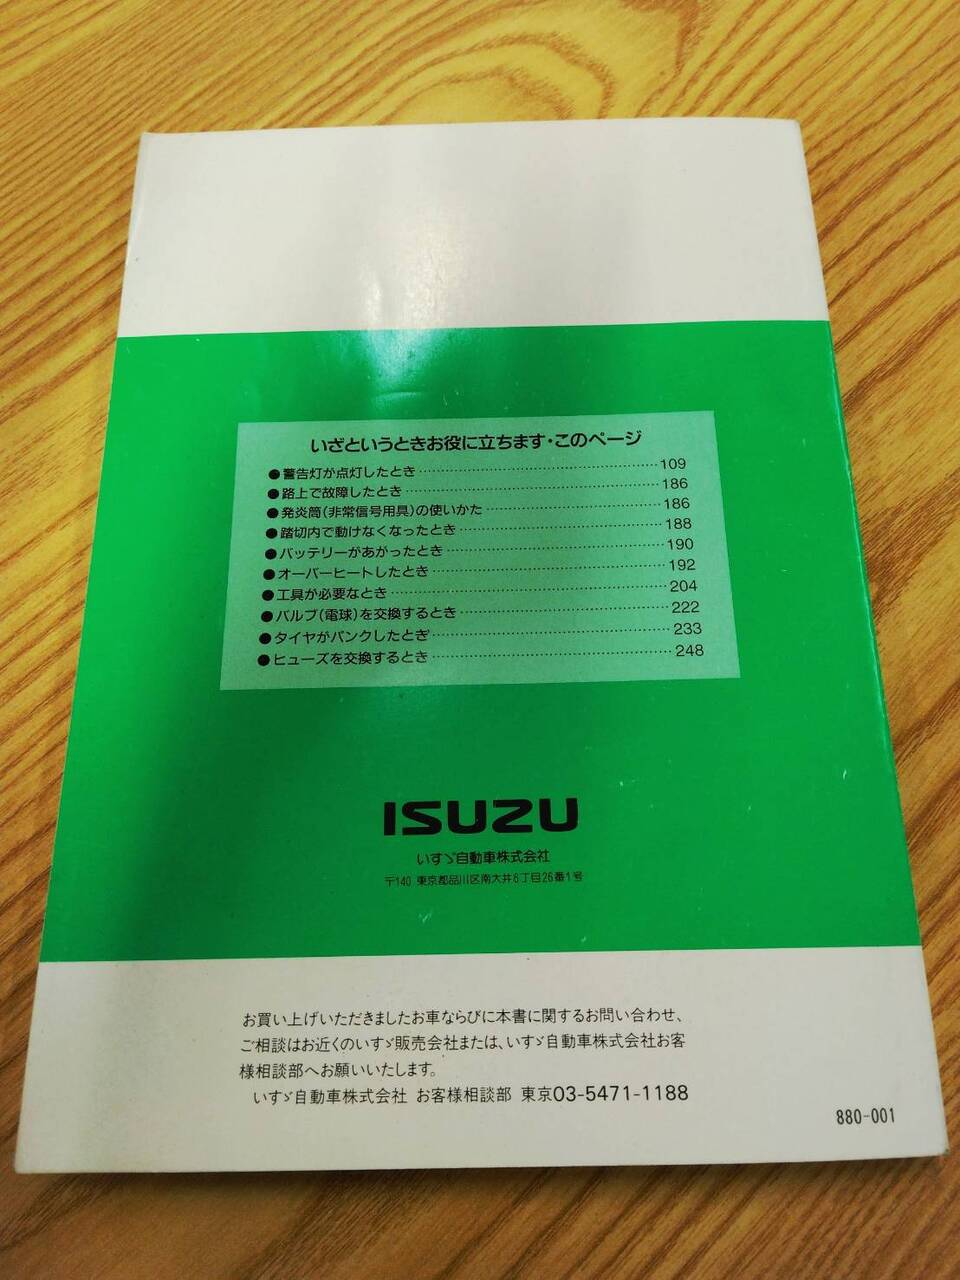 いざというときお役に立ちます・このページ
●警告灯が点灯したとき……109
●路上で故障したとき……186
●発炎筒(非常信号用具)の使いかた……186
●踏切内で動けなくなったとき……188
●バッテリーがあがったとき……190
●オーバーヒートしたとき……192
●工具が必要なとき……204
●バルブ(電球)を交換するとき……222
●タイヤがパンクしたとき……233
●ヒューズを交換するとき……248
ISUZU
いすゞ自動車株式会社
〒140 東京都品川区南大井6丁目26番1号
お買い上げいただきましたお車ならびに本書に関するお問い合わせ、
ご相談はお近くのいすゞ販売会社または、いすゞ自動車株式会社お客
様相談部へお願いいたします。
いすゞ自動車株式会社 お客様相談部 東京03-5471-1188
880-001